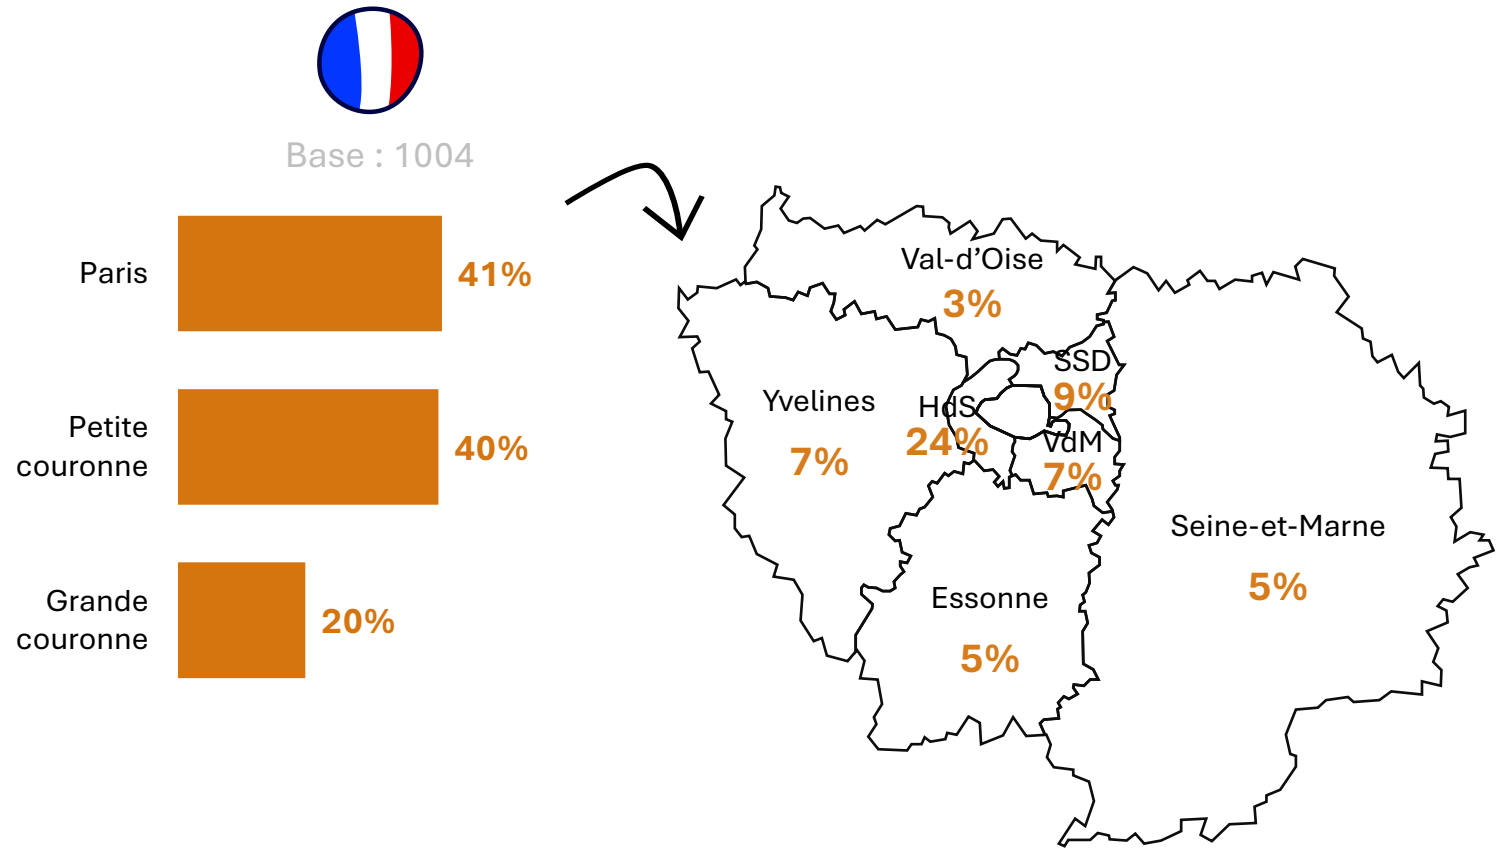 Base : 1004
Paris
41%
Petite
couronne
40%
Grande
couronne
20%
Val-d’Oise
3%
SSD
9%
Yvelines
7%
HdS
24%
VdM
7%
Seine-et-Marne
5%
Essonne
5%